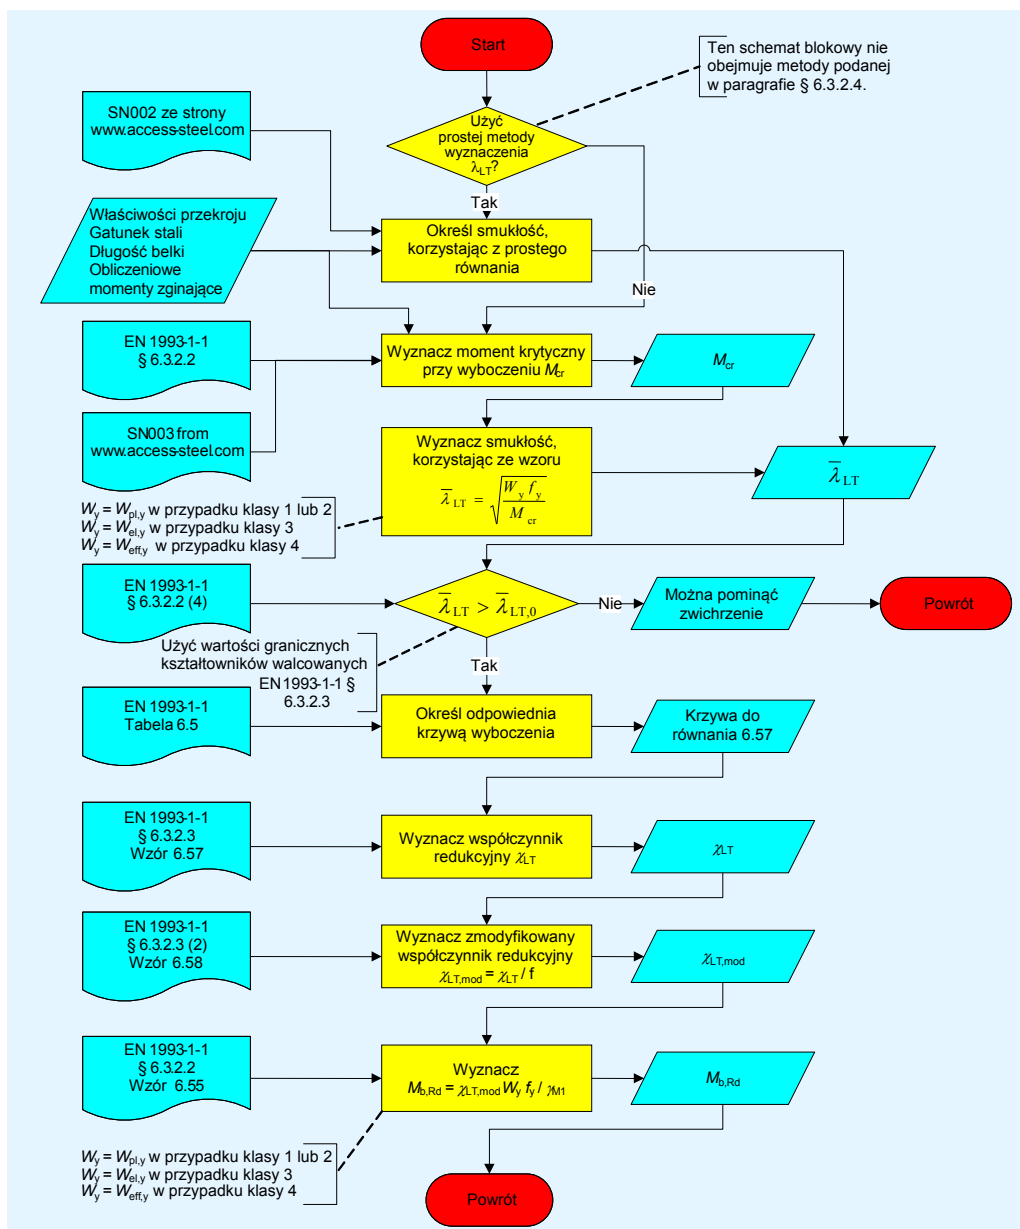 Start
Ten schemat blokowy nie
obejmuje metody podanej
w paragrafie § 6.3.2.4.
SN002 ze strony
www.access-steel.com
Użyć
prostej metody
wyznaczenia
λLT?
Tak
Właściwości przekroju
Gatunek stali
Długość belki
Obliczeniowe
momenty zginające
Określ smukłość,
korzystając z prostego
równania
Nie
EN 1993-1-1
§ 6.3.2.2
Wyznacz moment krytyczny
przy wyboczeniu Mcr
Mcr
SN003 from
www.access-steel.com
Wyznacz smukłość,
korzystając ze wzoru
λ̅LT = √(Wy fy / Mcr)
λ̅LT
Wy = Wpl,y w przypadku klasy 1 lub 2
Wy = Wel,y w przypadku klasy 3
Wy = Weff,y w przypadku klasy 4
EN 1993-1-1
§ 6.3.2.2 (4)
λ̅LT > λ̅LT,0
Nie
Można pominąć
zwichrzenie
Powrót
Użyć wartości granicznych
kształtowników walcowanych
EN 1993-1-1 §
6.3.2.3
Tak
EN 1993-1-1
Tabela 6.5
Określ odpowiednia
krzywą wyboczenia
Krzywa do
równania 6.57
EN 1993-1-1
§ 6.3.2.3
Wzór 6.57
Wyznacz współczynnik
redukcyjny χLT
χLT
EN 1993-1-1
§ 6.3.2.3 (2)
Wzór 6.58
Wyznacz zmodyfikowany
współczynnik redukcyjny
χLT,mod = χLT / f
χLT,mod
EN 1993-1-1
§ 6.3.2.2
Wzór 6.55
Wyznacz
Mb,Rd = χLT,mod Wy fy / γM1
Mb,Rd
Wy = Wpl,y w przypadku klasy 1 lub 2
Wy = Wel,y w przypadku klasy 3
Wy = Weff,y w przypadku klasy 4
Powrót